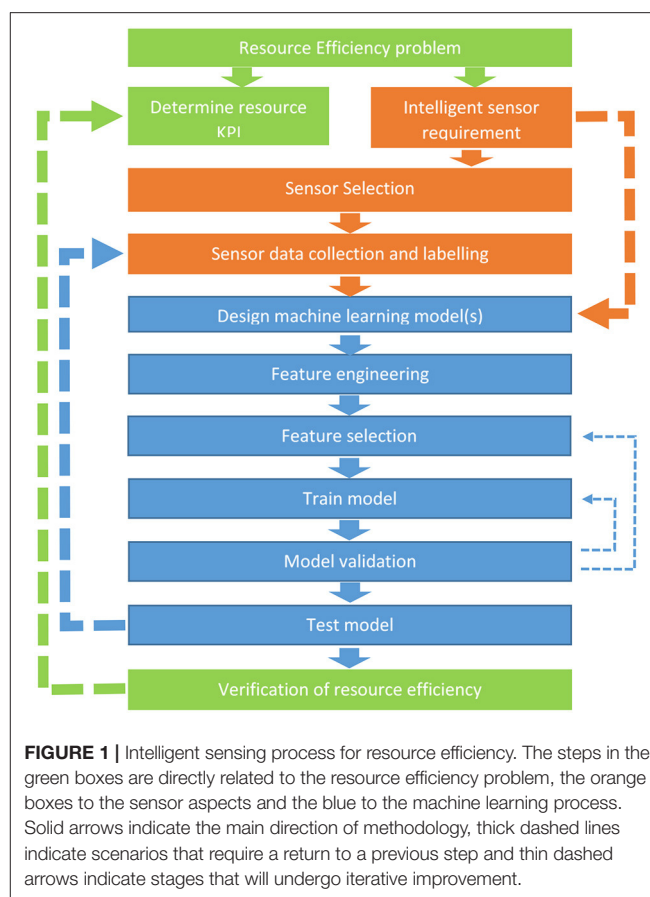 Resource Efficiency problem
Determine resource
KPI
Intelligent sensor
requirement
Sensor Selection
Sensor data collection and labelling
Design machine learning model(s)
Feature engineering
Feature selection
Train model
Model validation
Test model
Verification of resource efficiency
FIGURE 1 | Intelligent sensing process for resource efficiency. The steps in the
green boxes are directly related to the resource efficiency problem, the orange
boxes to the sensor aspects and the blue to the machine learning process.
Solid arrows indicate the main direction of methodology, thick dashed lines
indicate scenarios that require a return to a previous step and thin dashed
arrows indicate stages that will undergo iterative improvement.